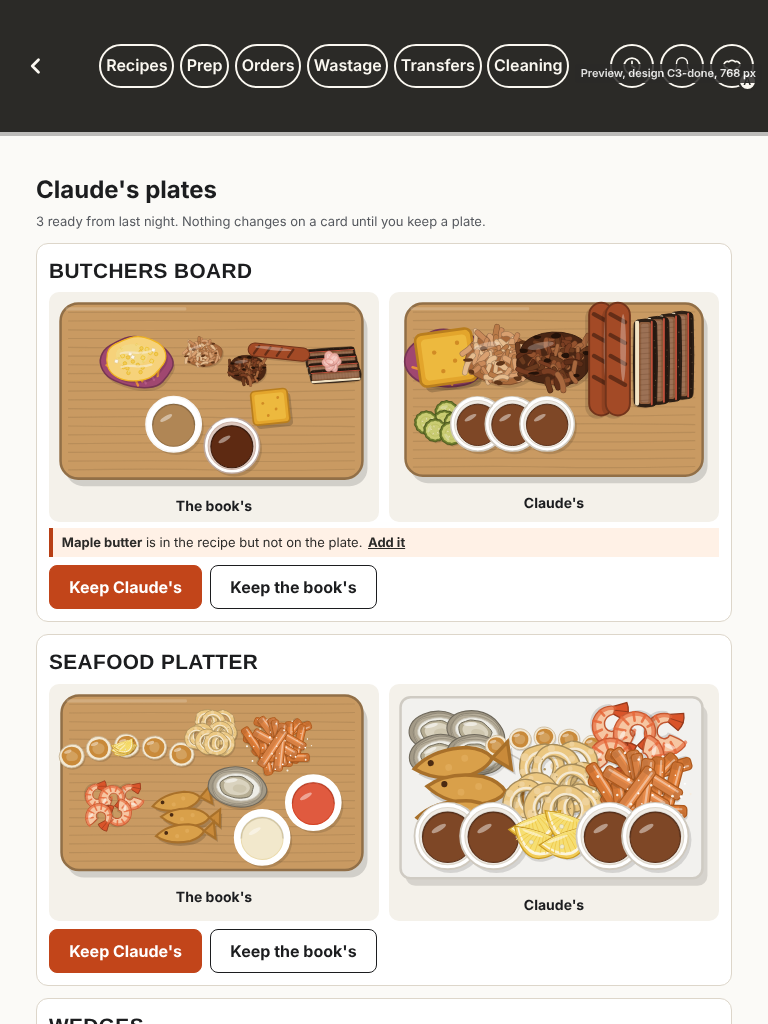 Recipes Prep Orders Wastage Transfers Cleaning
Preview, design C3-done, 768 px
Claude's plates
3 ready from last night. Nothing changes on a card until you keep a plate.
BUTCHERS BOARD
The book's
Claude's
Maple butter is in the recipe but not on the plate. Add it
Keep Claude's
Keep the book's
SEAFOOD PLATTER
The book's
Claude's
Keep Claude's
Keep the book's
WEDGES